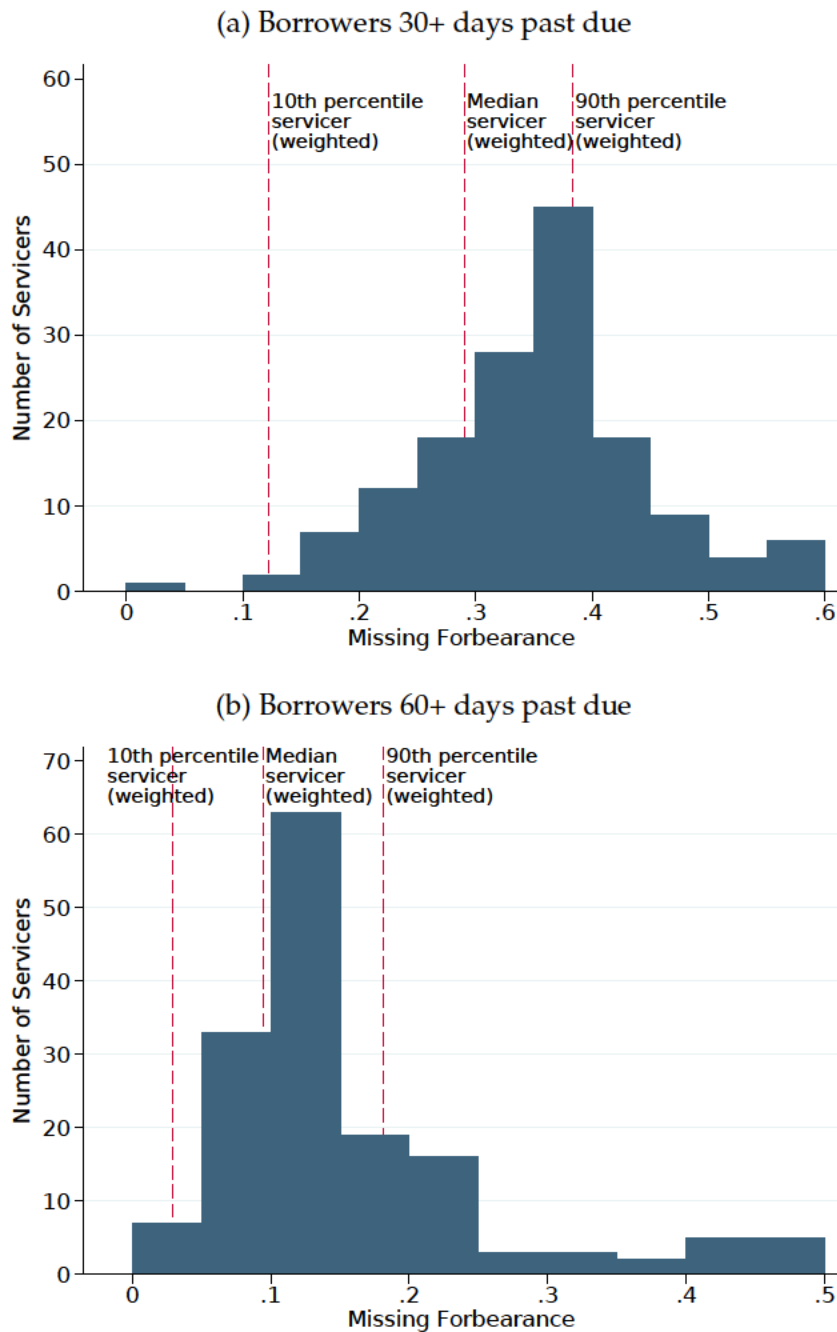 (a) Borrowers 30+ days past due
60
10th percentile
servicer
(weighted)
Median
servicer
(weighted)
90th percentile
servicer
(weighted)
50
40
30
20
10
0
Number of Servicers
0 .1 .2 .3 .4 .5 .6
Missing Forbearance
(b) Borrowers 60+ days past due
70
10th percentile
servicer
(weighted)
Median
servicer
(weighted)
90th percentile
servicer
(weighted)
60
50
40
30
20
10
0
Number of Servicers
0 .1 .2 .3 .4 .5
Missing Forbearance